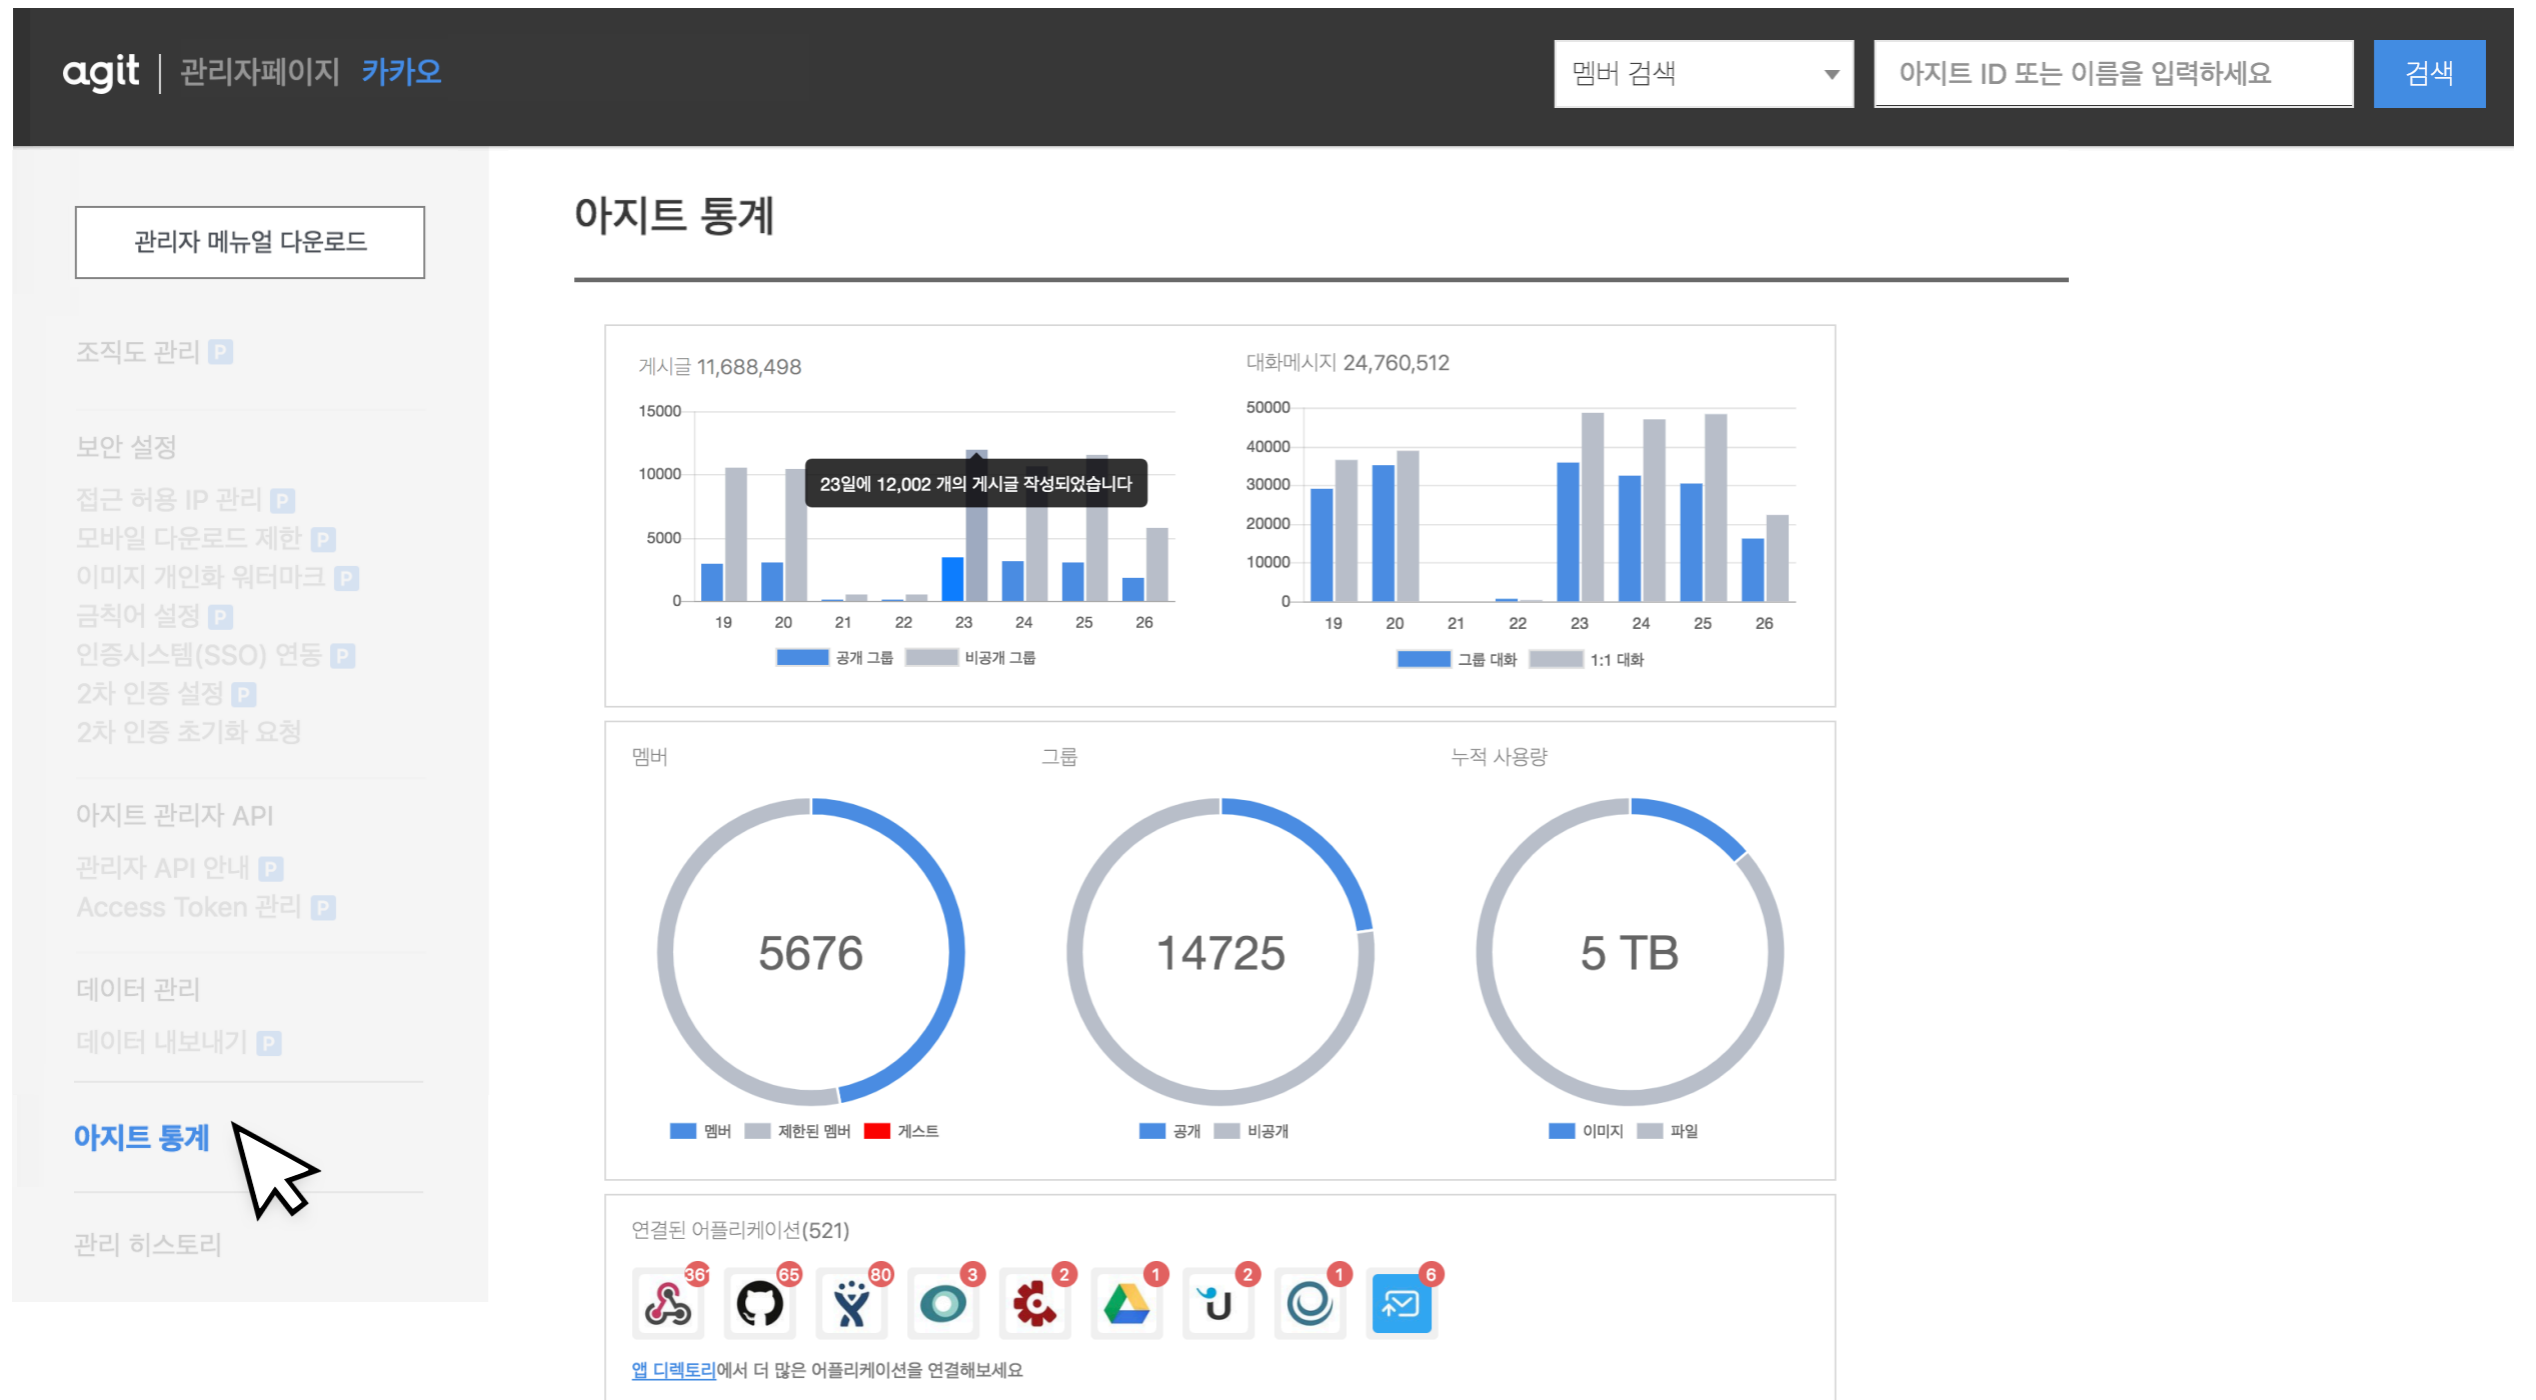 agit | 관리자페이지 카카오
멤버 검색
아지트 ID 또는 이름을 입력하세요
검색
관리자 메뉴얼 다운로드
조직도 관리 P
보안 설정
접근 허용 IP 관리 P
모바일 다운로드 제한 P
이미지 개인화 워터마크 P
금칙어 설정 P
인증시스템(SSO) 연동 P
2차 인증 설정 P
2차 인증 초기화 요청
아지트 관리자 API
관리자 API 안내 P
Access Token 관리 P
데이터 관리
데이터 내보내기 P
아지트 통계
관리 히스토리
아지트 통계
게시글 11,688,498
15000
10000
5000
0
23일에 12,002 개의 게시글 작성되었습니다
19 20 21 22 23 24 25 26
공개 그룹 비공개 그룹
대화메시지 24,760,512
50000
40000
30000
20000
10000
0
19 20 21 22 23 24 25 26
그룹 대화 1:1 대화
멤버
5676
멤버 제한된 멤버 게스트
그룹
14725
공개 비공개
누적 사용량
5 TB
이미지 파일
연결된 어플리케이션(521)
361 65 80 3 2 1 2 1 6
앱 디렉토리에서 더 많은 어플리케이션을 연결해보세요